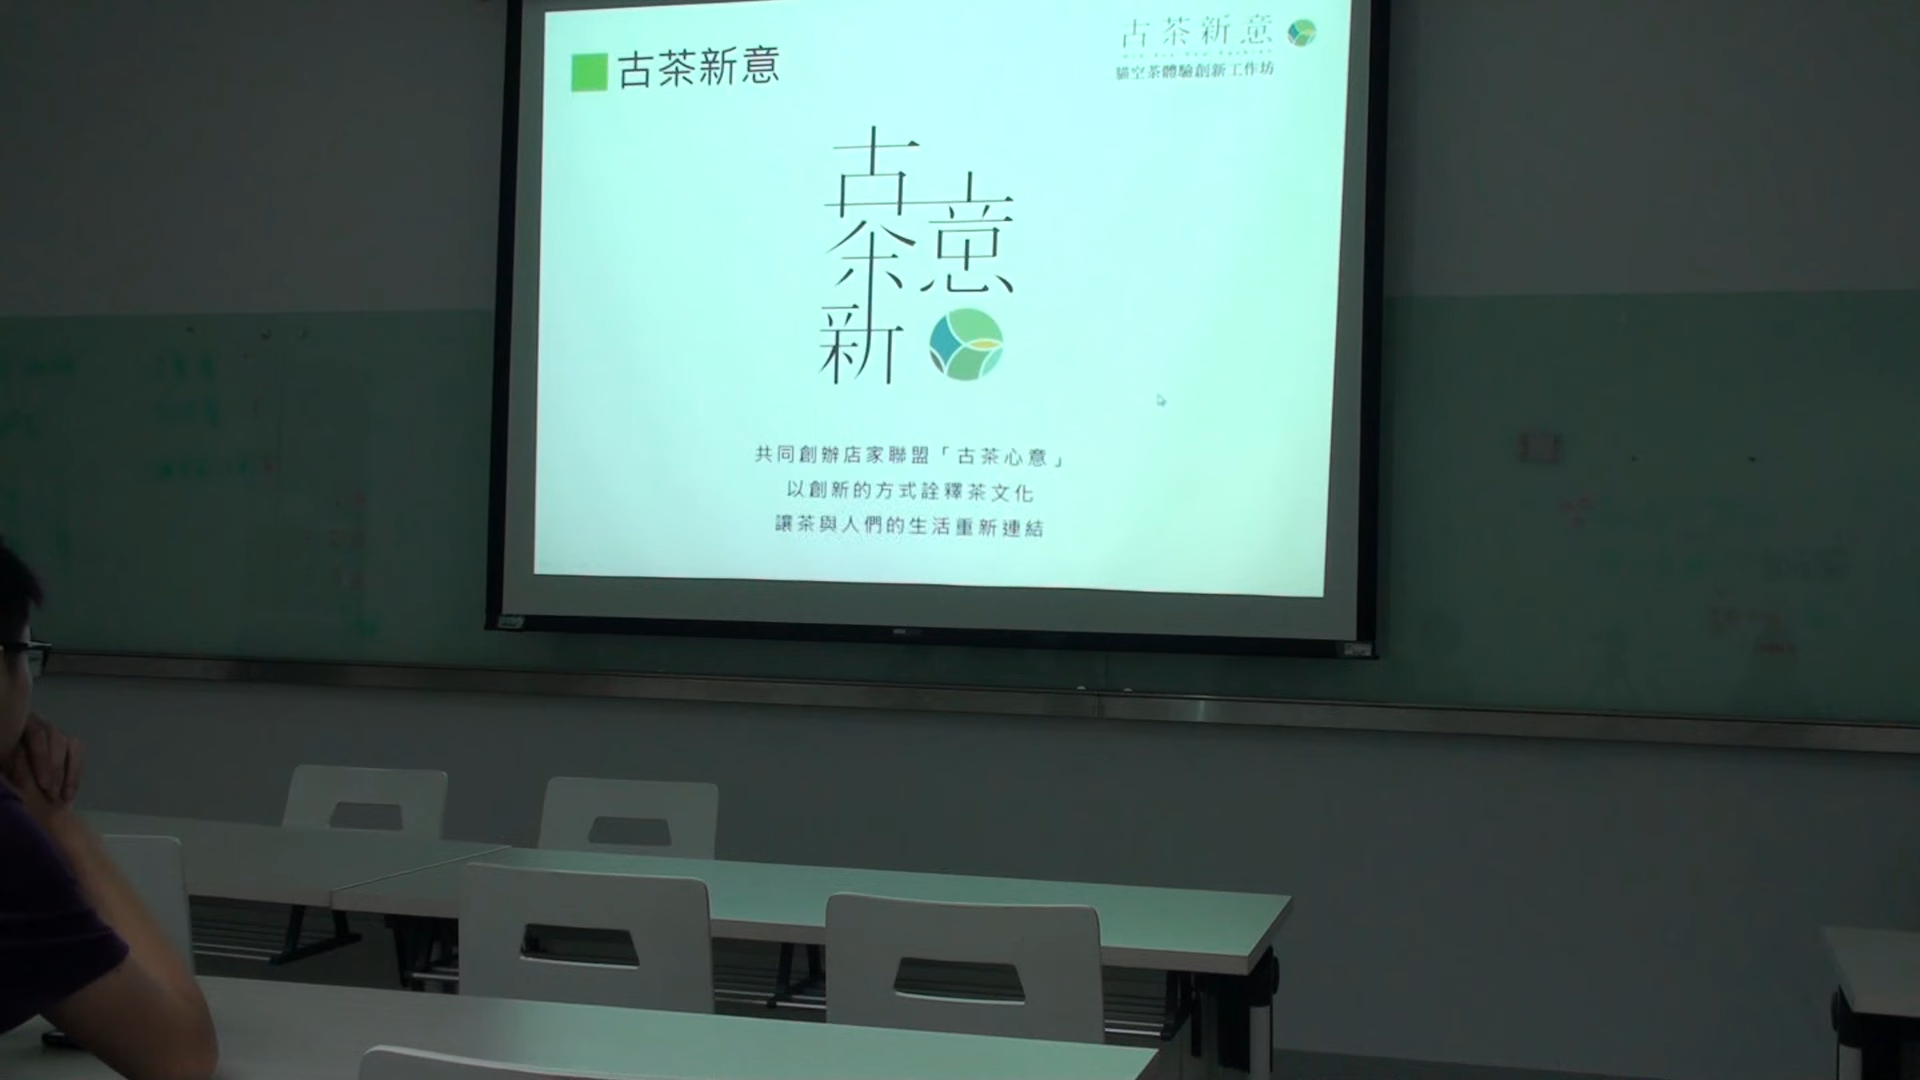 古茶新意
古茶新意
貓空茶體驗創新工作坊
古茶新意
共同創辦店家聯盟「古茶心意」
以創新的方式詮釋茶文化
讓茶與人們的生活重新連結